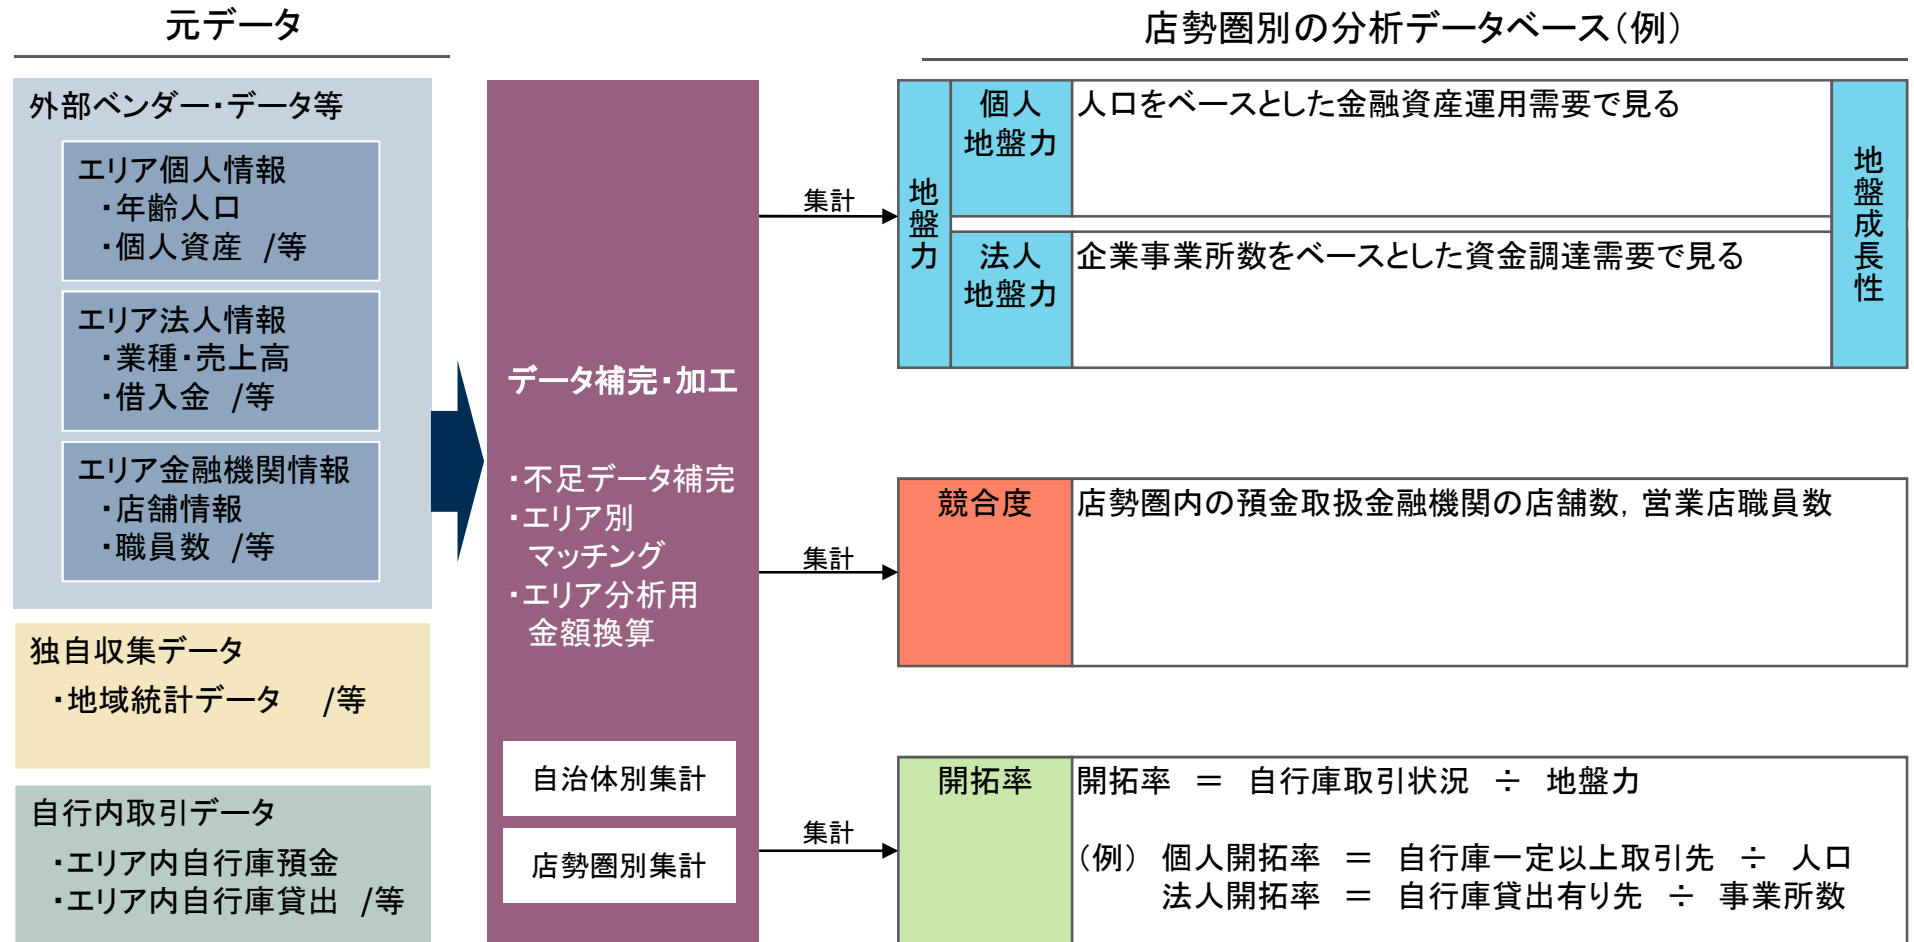 元データ
店勢圏別の分析データベース（例）
外部ベンダー・データ等
エリア個人情報
・年齢人口
・個人資産 /等
エリア法人情報
・業種・売上高
・借入金 /等
エリア金融機関情報
・店舗情報
・職員数 /等
独自収集データ
・地域統計データ /等
自行内取引データ
・エリア内自行庫預金
・エリア内自行庫貸出 /等
データ補完・加工
・不足データ補完
・エリア別
マッチング
・エリア分析用
金額換算
自治体別集計
店勢圏別集計
集計
地盤力
個人
地盤力
人口をベースとした金融資産運用需要で見る
法人
地盤力
企業事業所数をベースとした資金調達需要で見る
地盤成長性
集計
競合度
店勢圏内の預金取扱金融機関の店舗数，営業店職員数
集計
開拓率
開拓率 ＝ 自行庫取引状況 ÷ 地盤力
（例） 個人開拓率 ＝ 自行庫一定以上取引先 ÷ 人口
法人開拓率 ＝ 自行庫貸出有り先 ÷ 事業所数